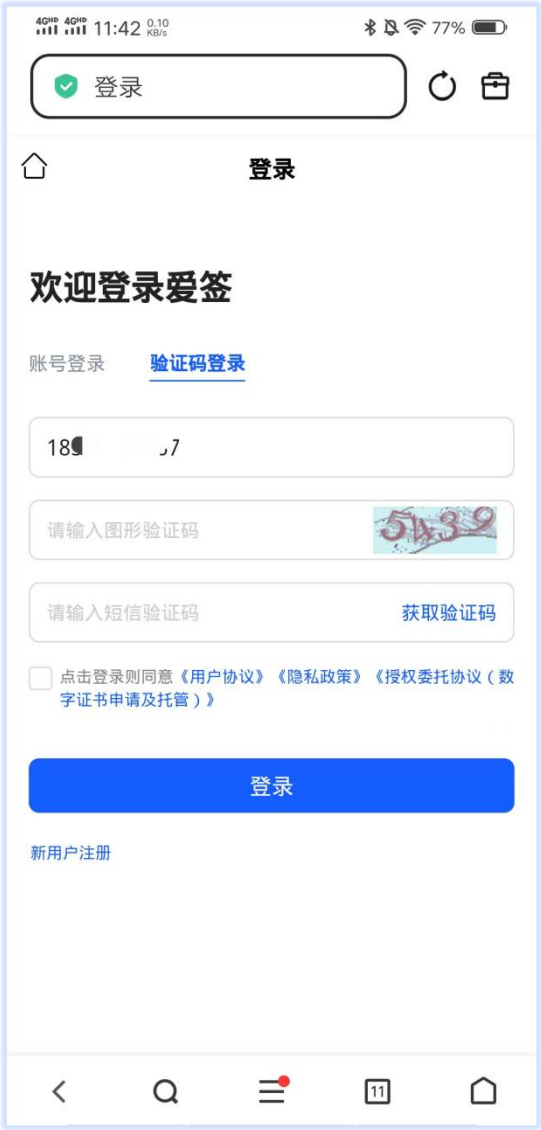 4G HD 4G HD 11:42 0.10 KB/s 77%
登录
登录
欢迎登录爱签
账号登录 验证码登录
请输入图形验证码
请输入短信验证码 获取验证码
点击登录则同意《用户协议》《隐私政策》《授权委托协议（数
字证书申请及托管）》
登录
新用户注册
11